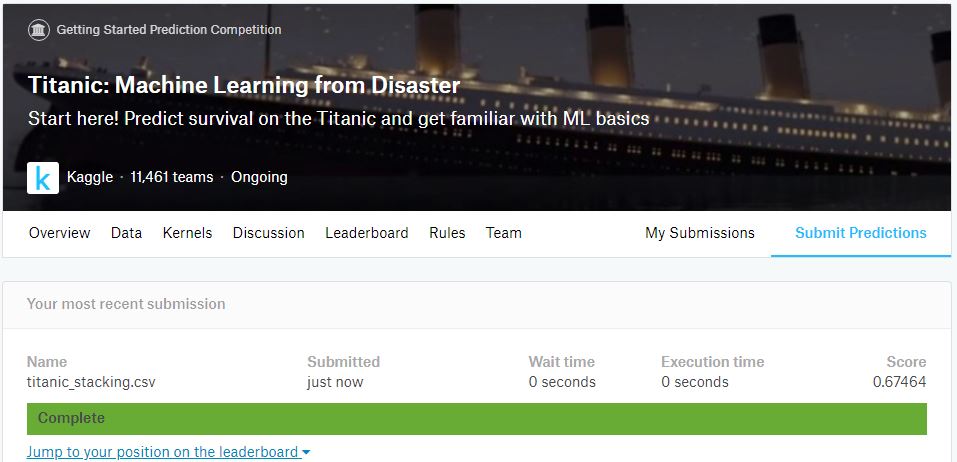 Getting Started Prediction Competition
Titanic: Machine Learning from Disaster
Start here! Predict survival on the Titanic and get familiar with ML basics
k Kaggle · 11,461 teams · Ongoing
Overview Data Kernels Discussion Leaderboard Rules Team My Submissions Submit Predictions
Your most recent submission
Name Submitted Wait time Execution time Score
titanic_stacking.csv just now 0 seconds 0 seconds 0.67464
Complete
Jump to your position on the leaderboard